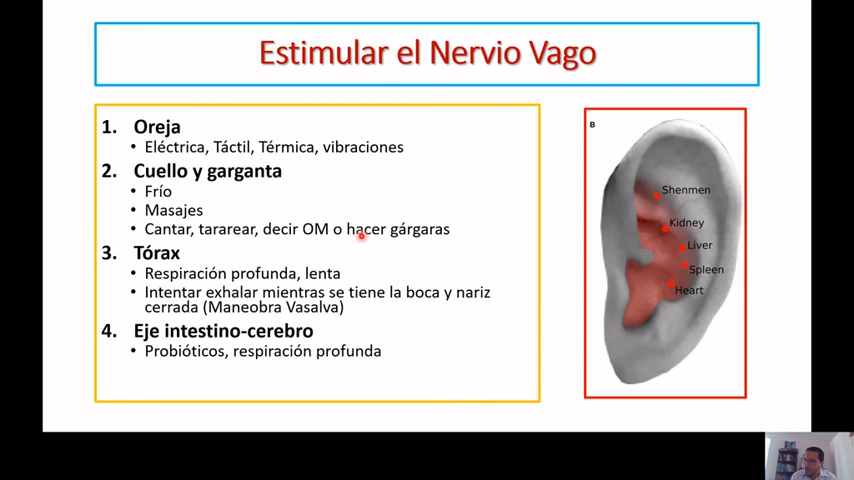 Estimular el Nervio Vago
1. Oreja
• Eléctrica, Táctil, Térmica, vibraciones
2. Cuello y garganta
• Frío
• Masajes
• Cantar, tararear, decir OM o hacer gárgaras
3. Tórax
• Respiración profunda, lenta
• Intentar exhalar mientras se tiene la boca y nariz
cerrada (Maneobra Vasalva)
4. Eje intestino-cerebro
• Probióticos, respiración profunda
B
Shenmen
Kidney
Liver
Spleen
Heart